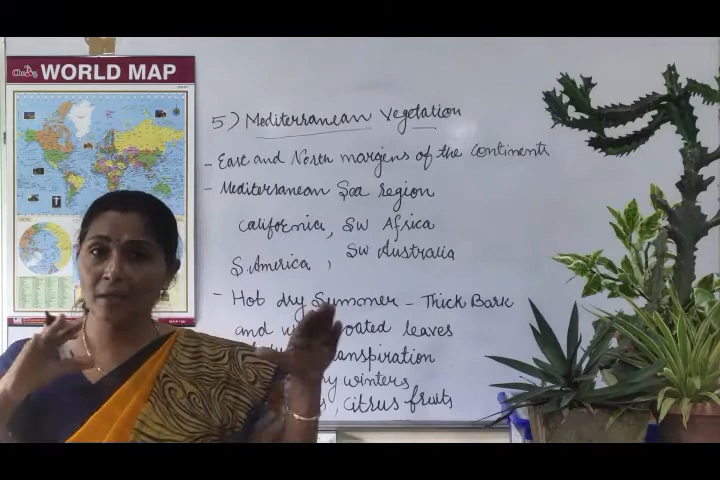 WORLD MAP
5) Mediterranean Vegetation
- East and North margins of the continents
- Mediterranean Sea region
California, SW Africa
S. America, SW Australia
- Hot dry Summer - Thick Bark
and coated leaves
transpiration
winters
, citrus fruits